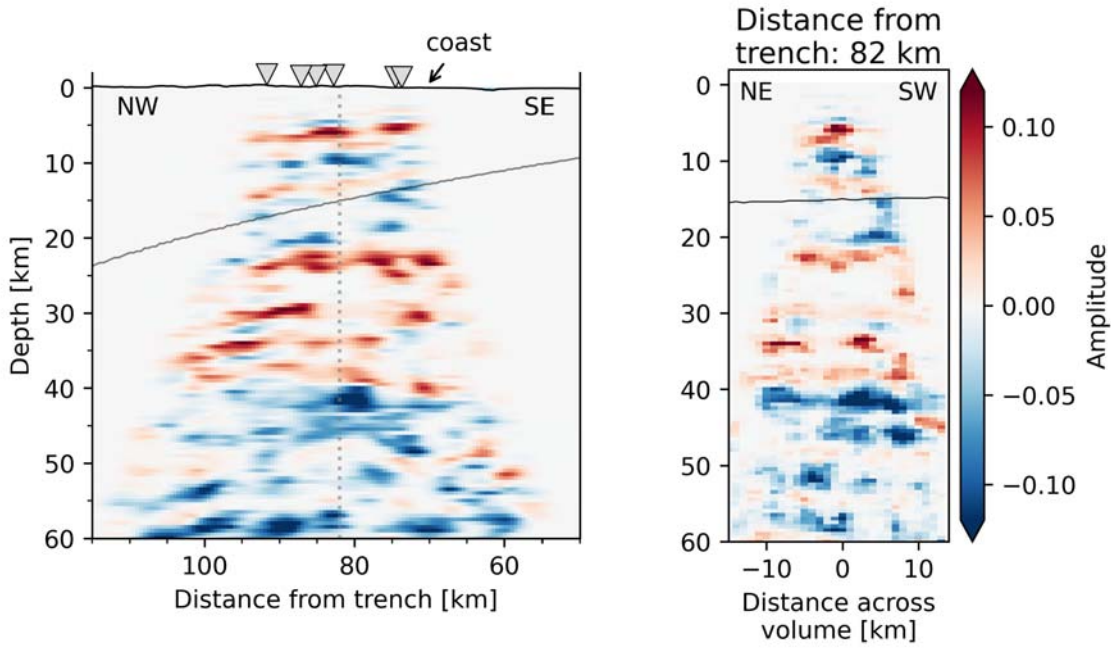 coast
NW
SE
0
10
20
30
40
50
60
Depth [km]
100
80
60
Distance from trench [km]
Distance from
trench: 82 km
NE
SW
0
10
20
30
40
50
60
−10
0
10
Distance across
volume [km]
0.10
0.05
0.00
−0.05
−0.10
Amplitude